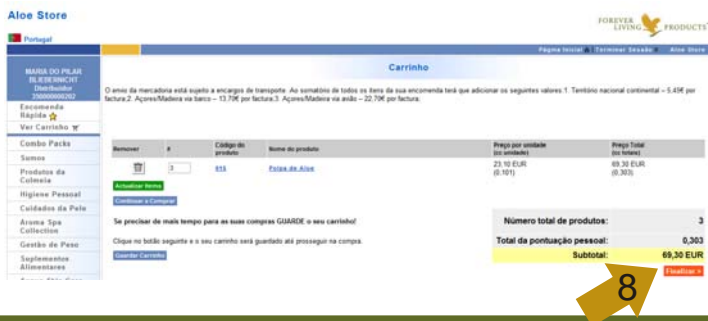 Aloe Store
FOREVER
LIVING PRODUCTS
Portugal
Página Inicial Terminar Sessão Aloe Store
MARIA DO PILAR
BLIEBERNICHT
Distribuidor
350000000202
Encomenda
Rápida
Ver Carrinho
Combo Packs
Sumos
Produtos da
Colmeia
Higiene Pessoal
Cuidados da Pele
Aroma Spa
Collection
Gestão de Peso
Suplementos
Alimentares
Carrinho
O envio da mercadoria está sujeito a encargos de transporte. Ao somatório de todos os itens da sua encomenda terá que adicionar os seguintes valores:1. Território nacional continental – 5.45€ por
factura;2. Açores/Madeira via barco – 13.70€ por factura;3. Açores/Madeira via avião – 22.70€ por factura;
Remover # Código do produto Nome do produto Preço por unidade (cc unidade) Preço Total (cc totais)
3 815 Polpa de Aloe 23,10 EUR 69,30 EUR
(0,101) (0,303)
Actualizar Items
Continuar a Comprar
Se precisar de mais tempo para as suas compras GUARDE o seu carrinho!
Clique no botão seguinte e o seu carrinho será guardado até prosseguir na compra.
Guardar Carrinho
Número total de produtos: 3
Total da pontuação pessoal: 0,303
Subtotal: 69,30 EUR
Finalizar >
8